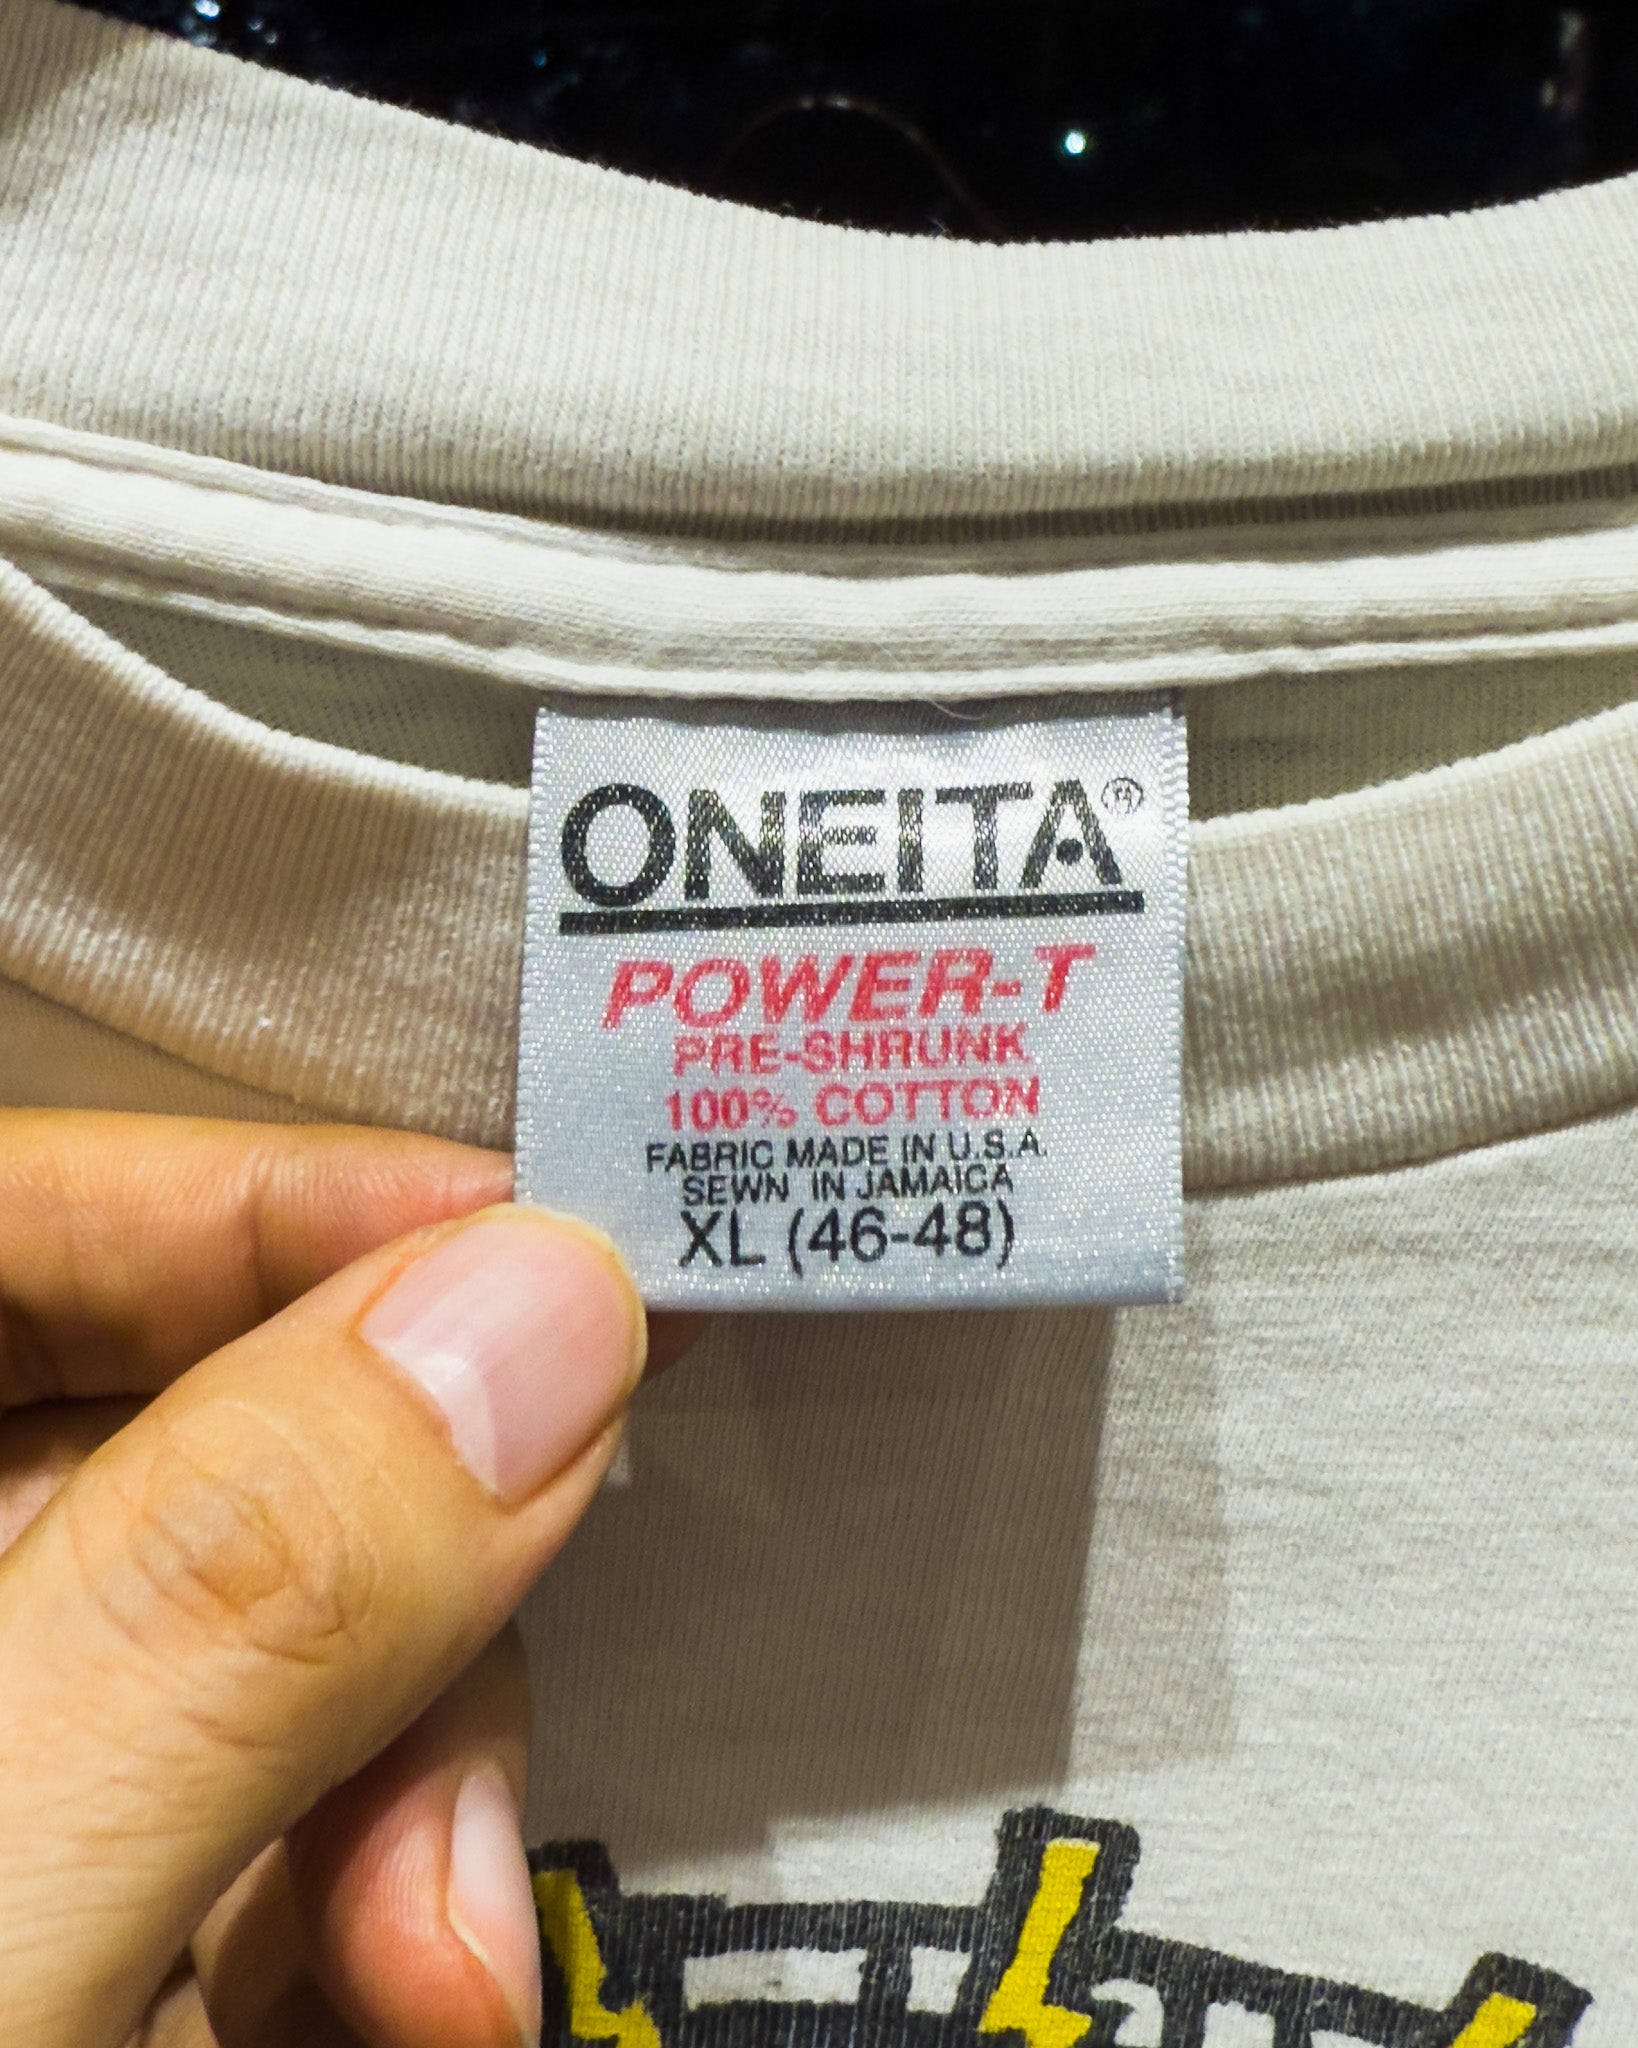 ONEITA®
POWER-T
PRE-SHRUNK
100% COTTON
FABRIC MADE IN U.S.A.
SEWN IN JAMAICA
XL (46-48)